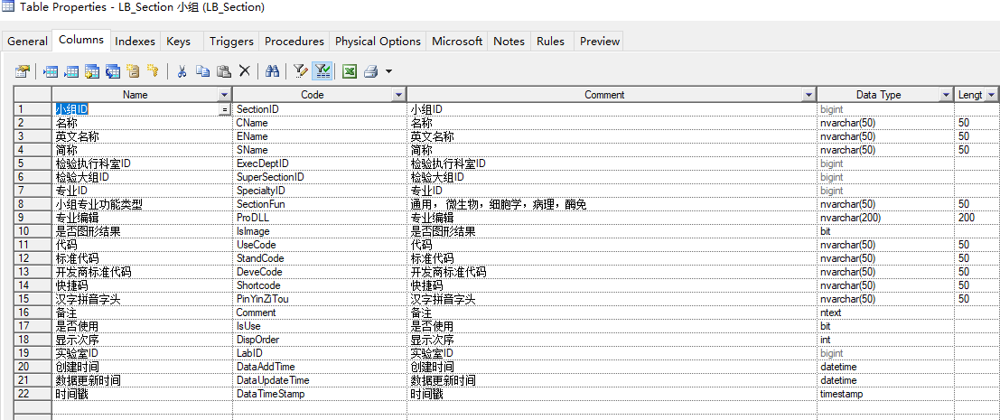 Table Properties - LB_Section 小组 (LB_Section)
General Columns Indexes Keys Triggers Procedures Physical Options Microsoft Notes Rules Preview
Name Code Comment Data Type Lengt
1 小组ID = SectionID 小组ID bigint
2 名称 CName 名称 nvarchar(50) 50
3 英文名称 EName 英文名称 nvarchar(50) 50
4 简称 SName 简称 nvarchar(50) 50
5 检验执行科室ID ExecDeptID 检验执行科室ID bigint
6 检验大组ID SuperSectionID 检验大组ID bigint
7 专业ID SpecialtyID 专业ID bigint
8 小组专业功能类型 SectionFun 通用， 微生物，细胞学，病理，酶免 nvarchar(50) 50
9 专业编辑 ProDLL 专业编辑 nvarchar(200) 200
10 是否图形结果 IsImage 是否图形结果 bit
11 代码 UseCode 代码 nvarchar(50) 50
12 标准代码 StandCode 标准代码 nvarchar(50) 50
13 开发商标准代码 DeveCode 开发商标准代码 nvarchar(50) 50
14 快捷码 Shortcode 快捷码 nvarchar(50) 50
15 汉字拼音字头 PinYinZiTou 汉字拼音字头 nvarchar(50) 50
16 备注 Comment 备注 ntext
17 是否使用 IsUse 是否使用 bit
18 显示次序 DispOrder 显示次序 int
19 实验室ID LabID 实验室ID bigint
20 创建时间 DataAddTime 创建时间 datetime
21 数据更新时间 DataUpdateTime 数据更新时间 datetime
22 时间戳 DataTimeStamp 时间戳 timestamp